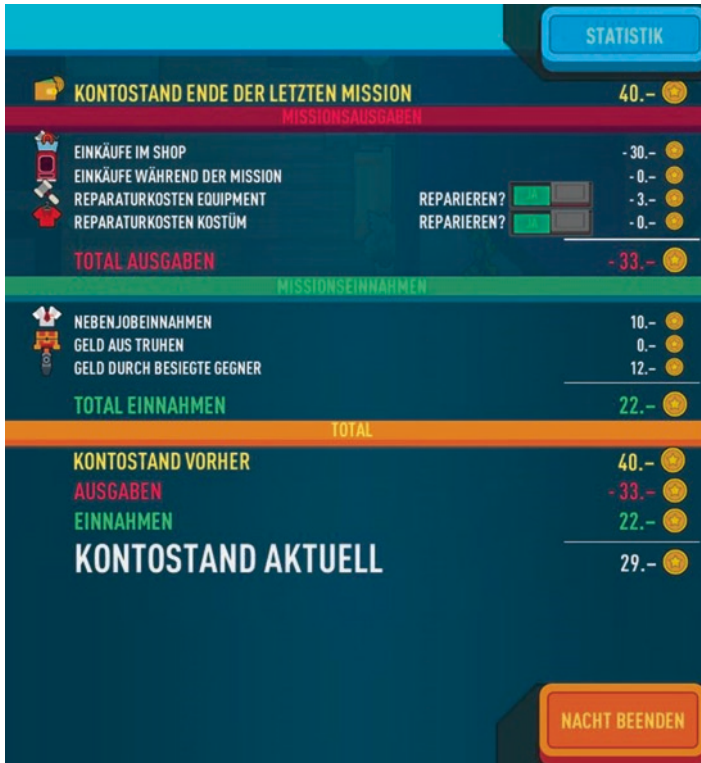 STATISTIK
KONTOSTAND ENDE DER LETZTEN MISSION 40.–
MISSIONSAUSGABEN
EINKÄUFE IM SHOP - 30.–
EINKÄUFE WÄHREND DER MISSION - 0.–
REPARATURKOSTEN EQUIPMENT REPARIEREN? JA - 3.–
REPARATURKOSTEN KOSTÜM REPARIEREN? JA - 0.–
TOTAL AUSGABEN - 33.–
MISSIONSEINNAHMEN
NEBENJOBEINNAHMEN 10.–
GELD AUS TRUHEN 0.–
GELD DURCH BESIEGTE GEGNER 12.–
TOTAL EINNAHMEN 22.–
TOTAL
KONTOSTAND VORHER 40.–
AUSGABEN - 33.–
EINNAHMEN 22.–
KONTOSTAND AKTUELL 29.–
NACHT BEENDEN